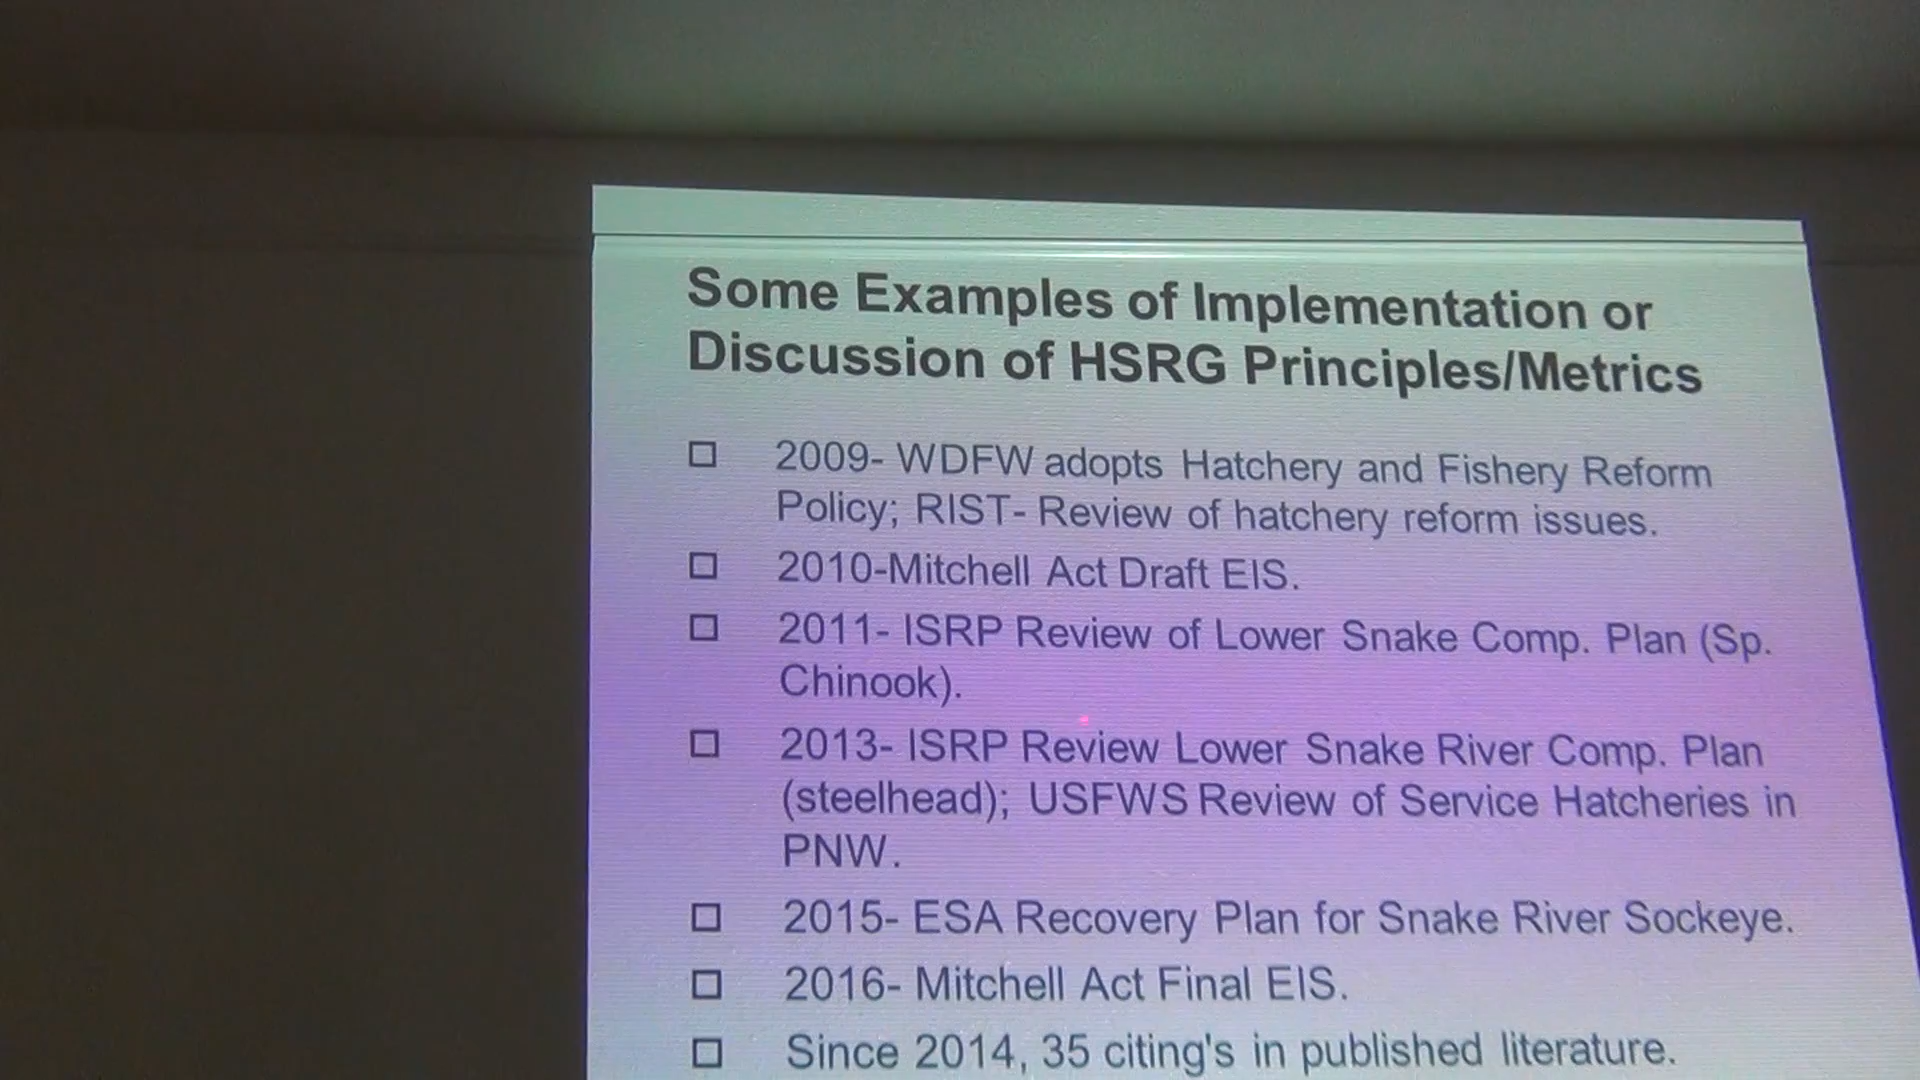 Some Examples of Implementation or
Discussion of HSRG Principles/Metrics
2009- WDFW adopts Hatchery and Fishery Reform
Policy; RIST- Review of hatchery reform issues.
2010-Mitchell Act Draft EIS.
2011- ISRP Review of Lower Snake Comp. Plan (Sp.
Chinook).
2013- ISRP Review Lower Snake River Comp. Plan
(steelhead); USFWS Review of Service Hatcheries in
PNW.
2015- ESA Recovery Plan for Snake River Sockeye.
2016- Mitchell Act Final EIS.
Since 2014, 35 citing's in published literature.